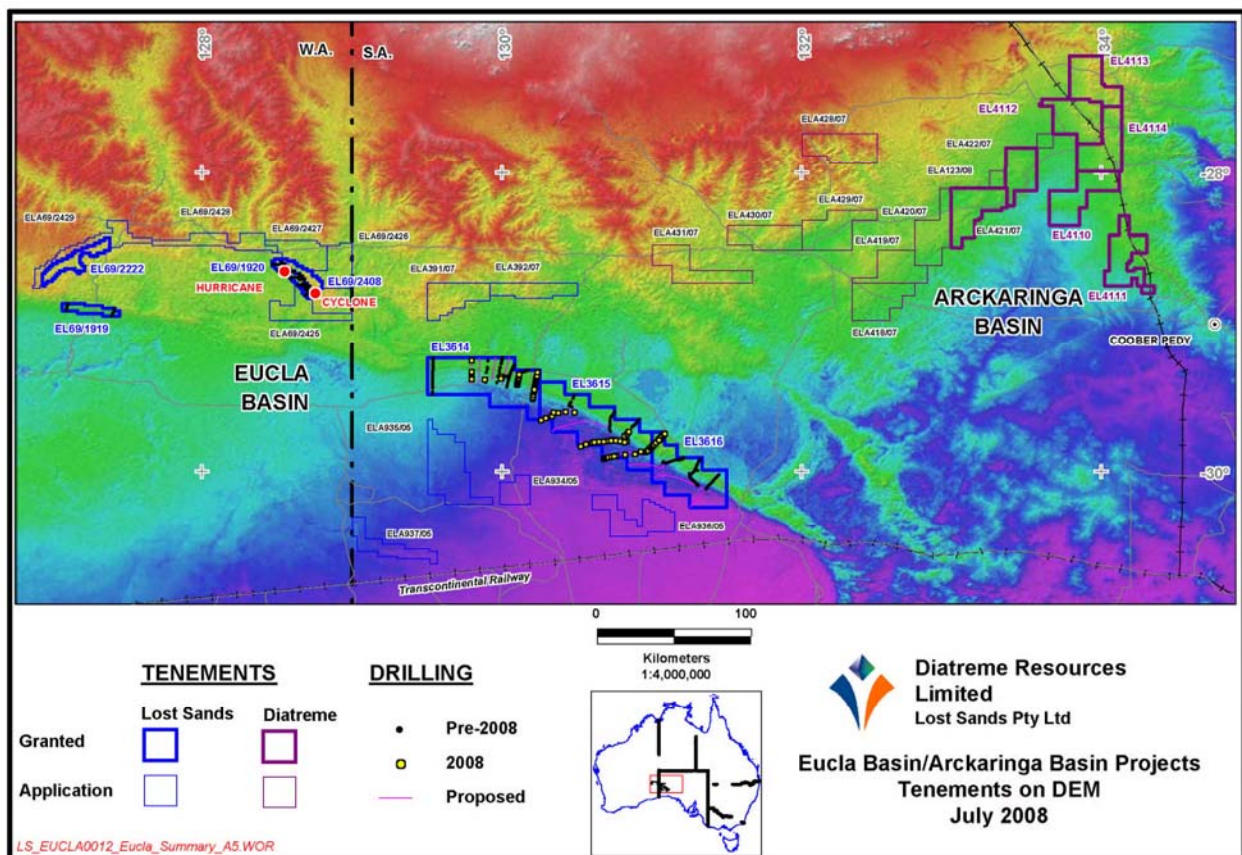 128°
W.A.
S.A.
130°
132°
134°
EL4113
EL4112
EL4114
ELA428/07
ELA422/07
-28°
ELA123/08
ELA429/07
ELA420/07
ELA430/07
ELA431/07
ELA419/07
ELA421/07
EL4110
ELA69/2429
ELA69/2428
ELA69/2427
ELA69/2426
EL69/2222
EL69/1920
EL69/2408
HURRICANE
CYCLONE
ELA391/07
ELA392/07
EL69/1919
ELA69/2425
ELA418/07
EL4111
ARCKARINGA
BASIN
COOBER PEDY
EL3614
EUCLA
BASIN
EL3615
ELA935/05
EL3616
-30°
ELA934/05
ELA936/05
ELA937/05
Transcontinental Railway
0
100
Kilometers
1:4,000,000
TENEMENTS
Lost Sands
Diatreme
Granted
Application
DRILLING
Pre-2008
2008
Proposed
Diatreme Resources
Limited
Lost Sands Pty Ltd
Eucla Basin/Arckaringa Basin Projects
Tenements on DEM
July 2008
LS_EUCLA0012_Eucla_Summary_A5.WOR